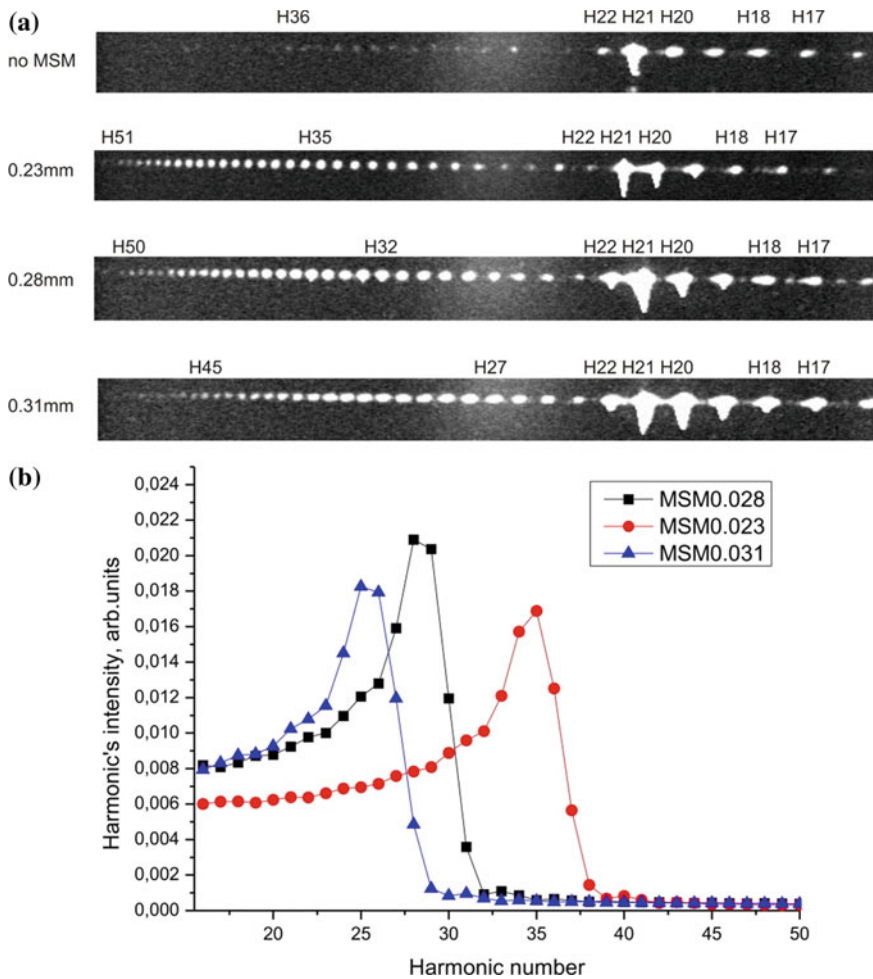 (a)
H36 H22 H21 H20 H18 H17
no MSM
H51 H35 H22 H21 H20 H18 H17
0.23mm
H50 H32 H22 H21 H20 H18 H17
0.28mm
H45 H27 H22 H21 H20 H18 H17
0.31mm
(b)
Harmonic's intensity, arb.units
0,024
0,022
0,020
0,018
0,016
0,014
0,012
0,010
0,008
0,006
0,004
0,002
0,000
MSM0.028
MSM0.023
MSM0.031
20 25 30 35 40 45 50
Harmonic number